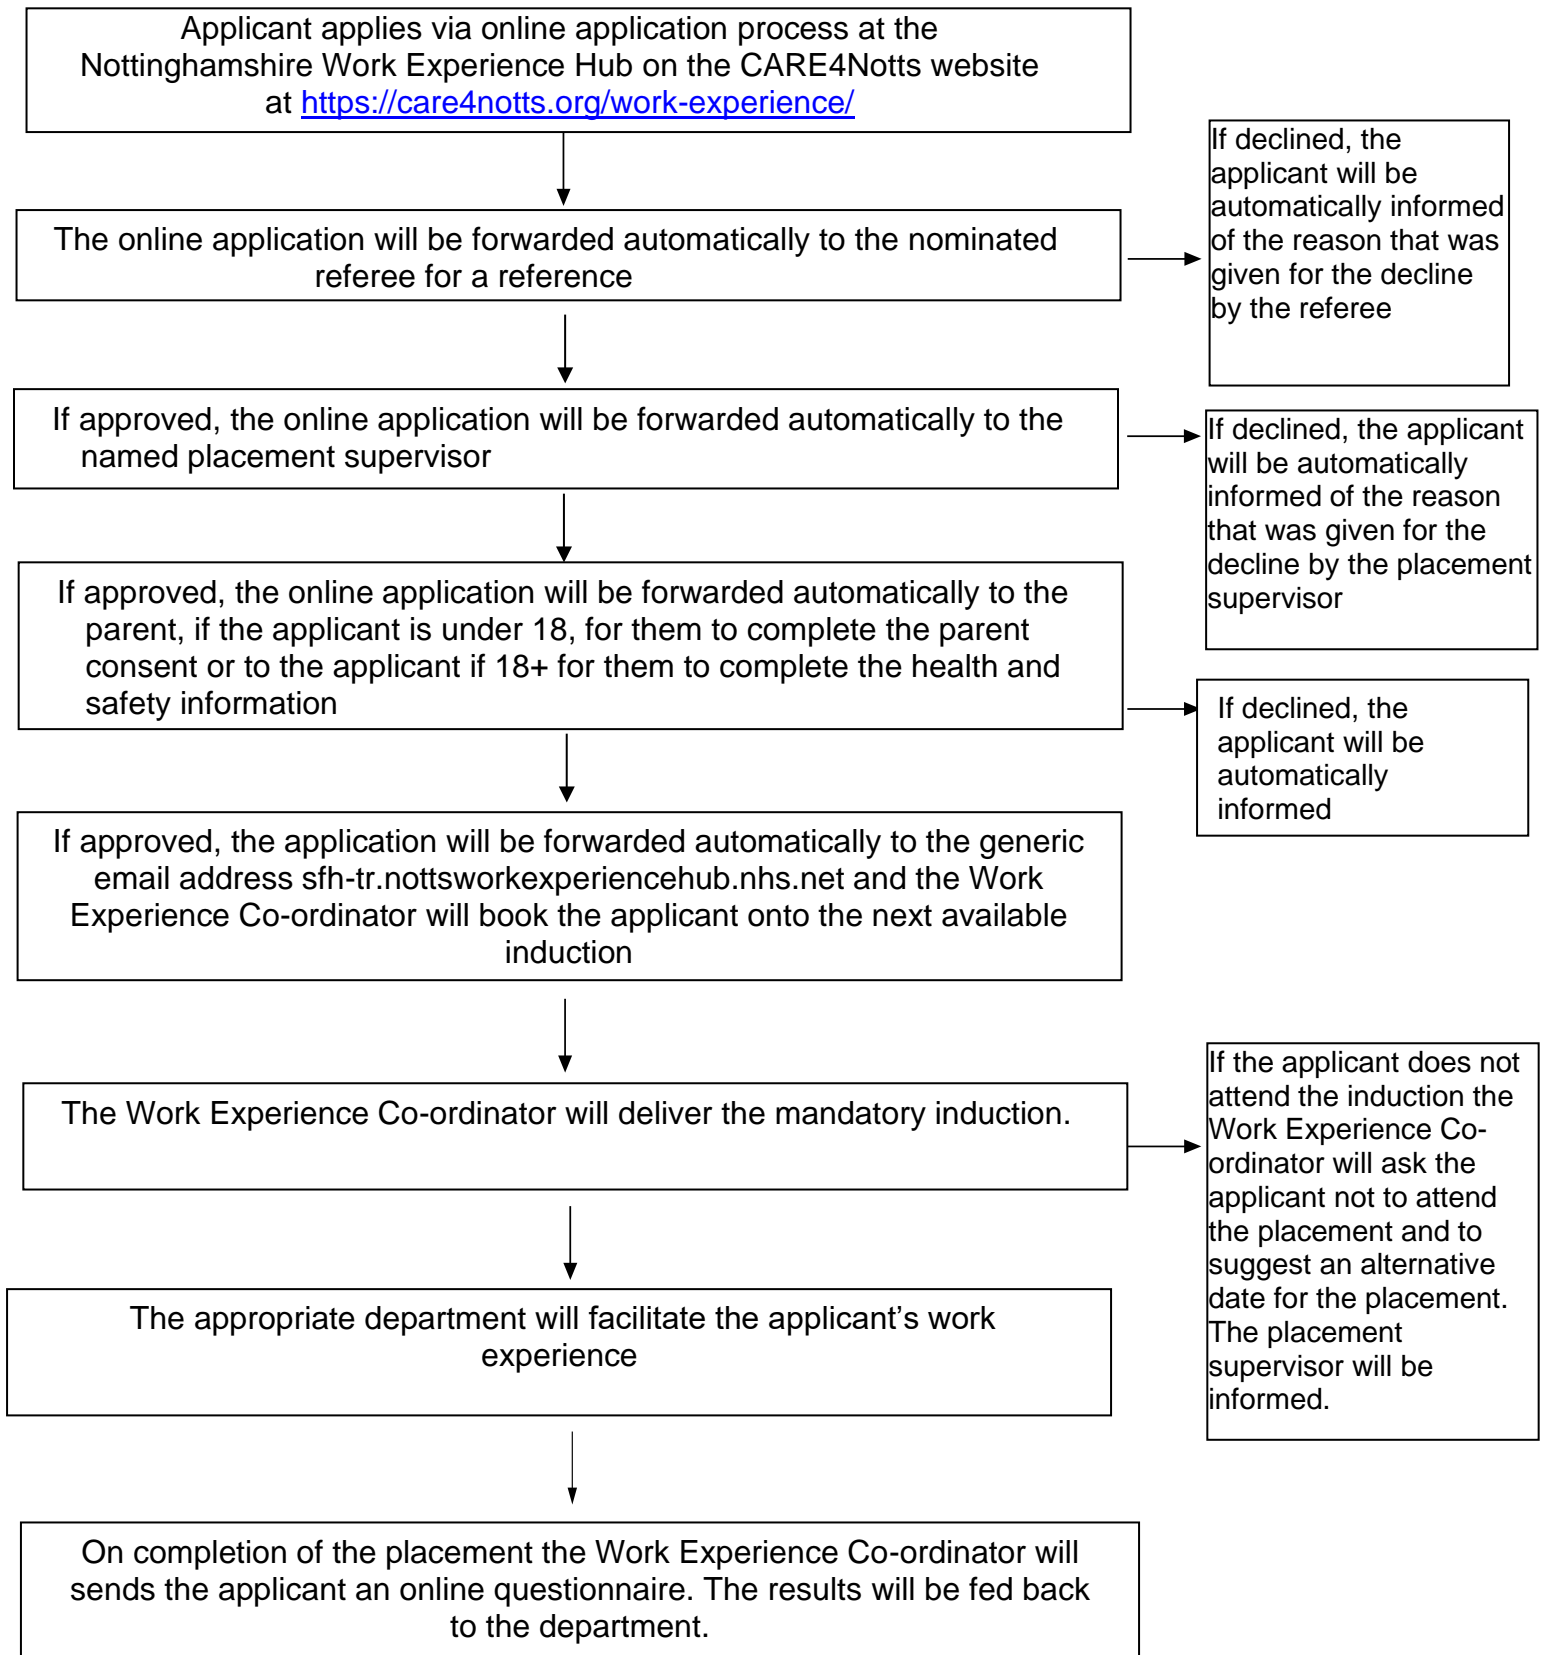 Applicant applies via online application process at the
Nottinghamshire Work Experience Hub on the CARE4Notts website
at https://care4notts.org/work-experience/
The online application will be forwarded automatically to the nominated
referee for a reference
If declined, the
applicant will be
automatically informed
of the reason that was
given for the decline
by the referee
If approved, the online application will be forwarded automatically to the
named placement supervisor
If declined, the applicant
will be automatically
informed of the reason
that was given for the
decline by the placement
supervisor
If approved, the online application will be forwarded automatically to the
parent, if the applicant is under 18, for them to complete the parent
consent or to the applicant if 18+ for them to complete the health and
safety information
If declined, the
applicant will be
automatically
informed
If approved, the application will be forwarded automatically to the generic
email address sfh-tr.nottsworkexperiencehub.nhs.net and the Work
Experience Co-ordinator will book the applicant onto the next available
induction
The Work Experience Co-ordinator will deliver the mandatory induction.
If the applicant does not
attend the induction the
Work Experience Co-
ordinator will ask the
applicant not to attend
the placement and to
suggest an alternative
date for the placement.
The placement
supervisor will be
informed.
The appropriate department will facilitate the applicant’s work
experience
On completion of the placement the Work Experience Co-ordinator will
sends the applicant an online questionnaire. The results will be fed back
to the department.